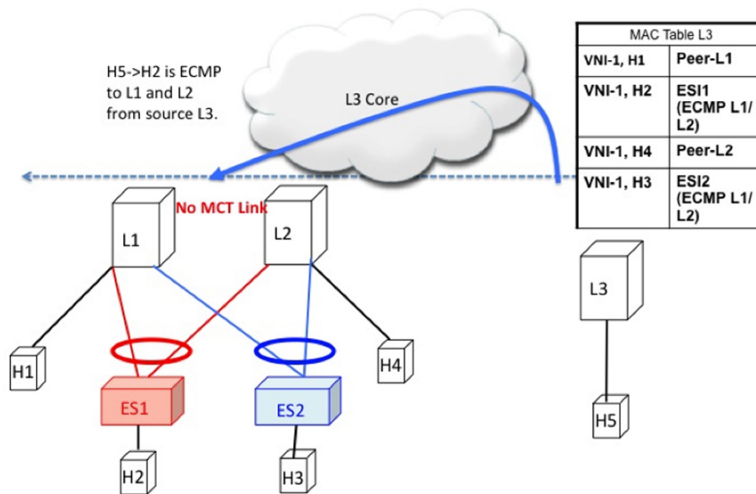 MAC Table L3
VNI-1, H1 Peer-L1
VNI-1, H2 ESI1
(ECMP L1/
L2)
VNI-1, H4 Peer-L2
VNI-1, H3 ESI2
(ECMP L1/
L2)
H5->H2 is ECMP
to L1 and L2
from source L3.
L3 Core
No MCT Link
L1
L2
L3
H1
H4
ES1
ES2
H5
H2
H3